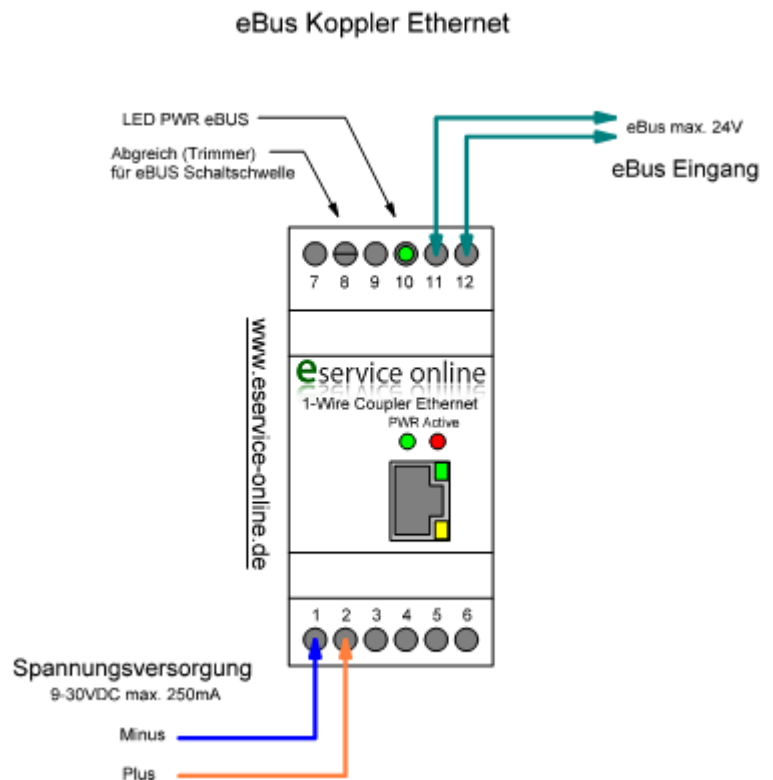 eBus Koppler Ethernet
LED PWR eBUS
Abgreich (Trimmer)
für eBUS Schaltschwelle
eBus max. 24V
eBus Eingang
7 8 9 10 11 12
www.eservice-online.de
eservice online
1-Wire Coupler Ethernet
PWR Active
1 2 3 4 5 6
Spannungsversorgung
9-30VDC max. 250mA
Minus
Plus